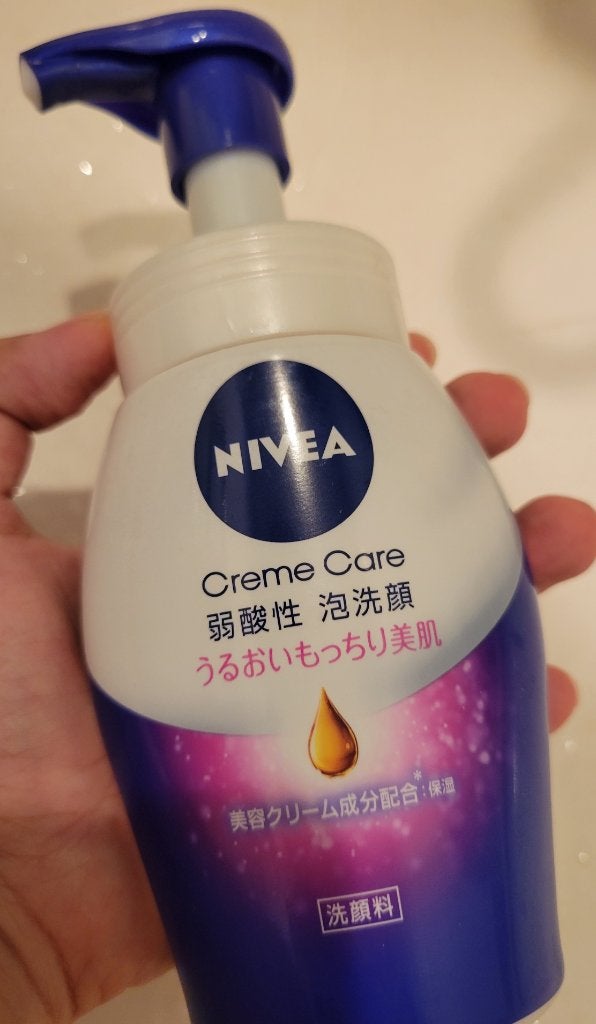 NIVEA
Creme Care
弱酸性 泡洗顔
うるおいもっちり美肌
美容クリーム成分配合*:保湿
洗顔料